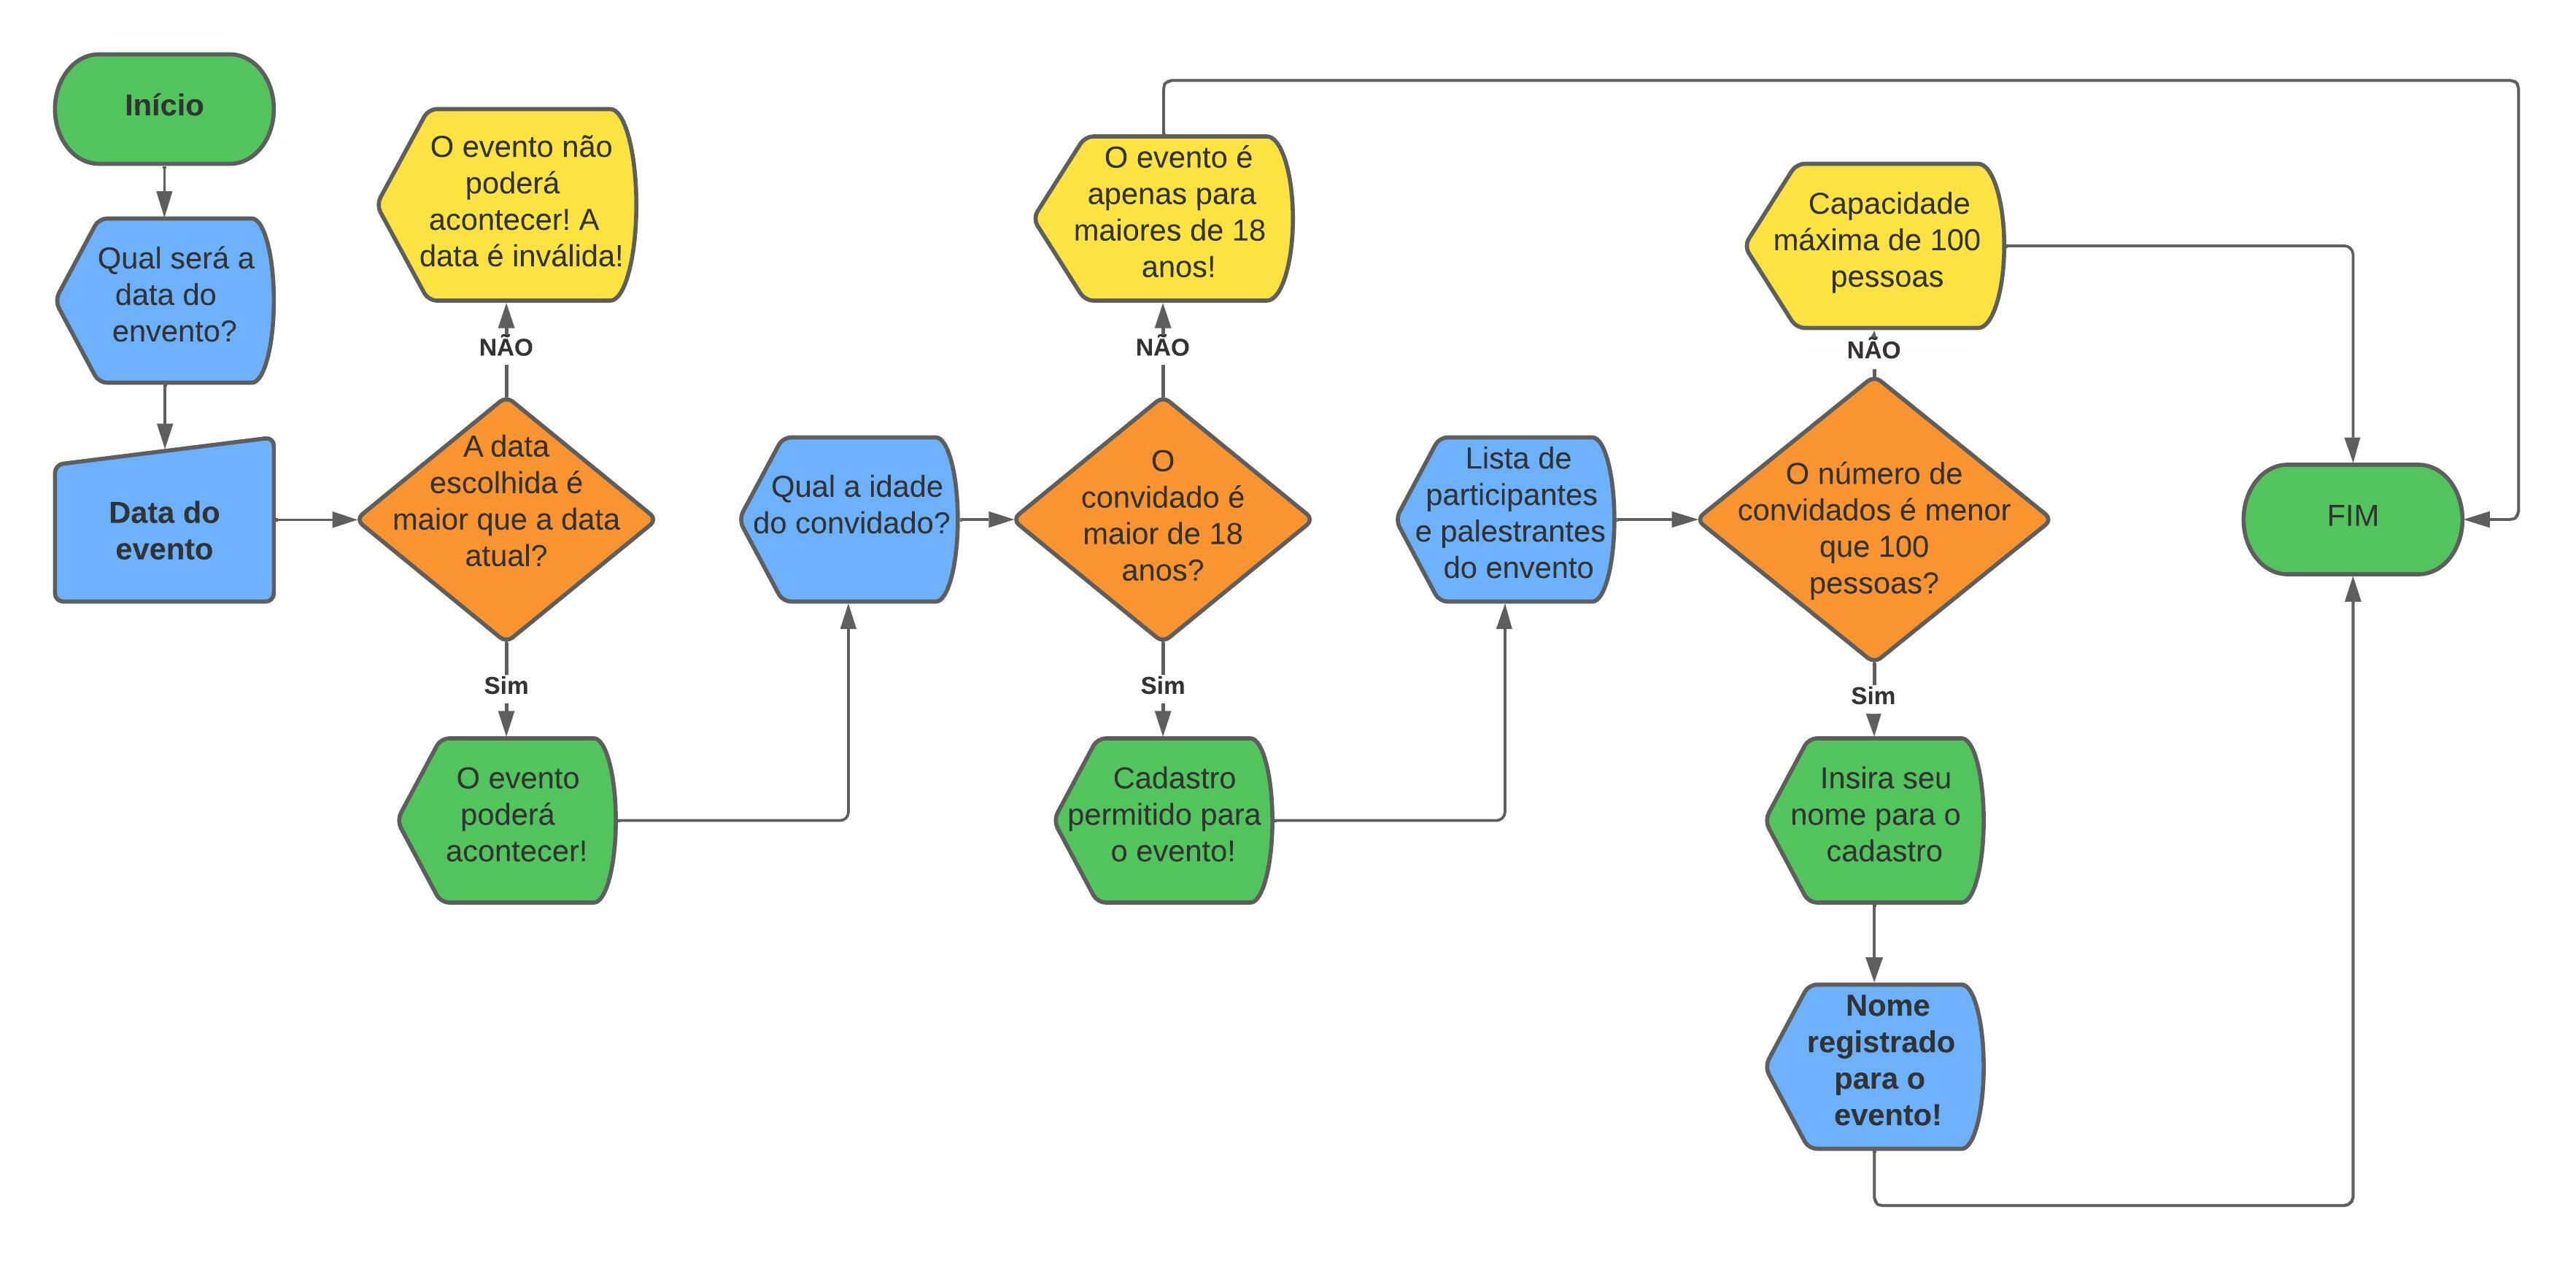 Início
Qual será a
data do
envento?
Data do
evento
O evento não
poderá
acontecer! A
data é inválida!
NÃO
A data
escolhida é
maior que a data
atual?
Sim
O evento
poderá
acontecer!
Qual a idade
do convidado?
O evento é
apenas para
maiores de 18
anos!
NÃO
O
convidado é
maior de 18
anos?
Sim
Cadastro
permitido para
o evento!
Lista de
participantes
e palestrantes
do envento
Capacidade
máxima de 100
pessoas
NÃO
O número de
convidados é menor
que 100
pessoas?
Sim
Insira seu
nome para o
cadastro
Nome
registrado
para o
evento!
FIM